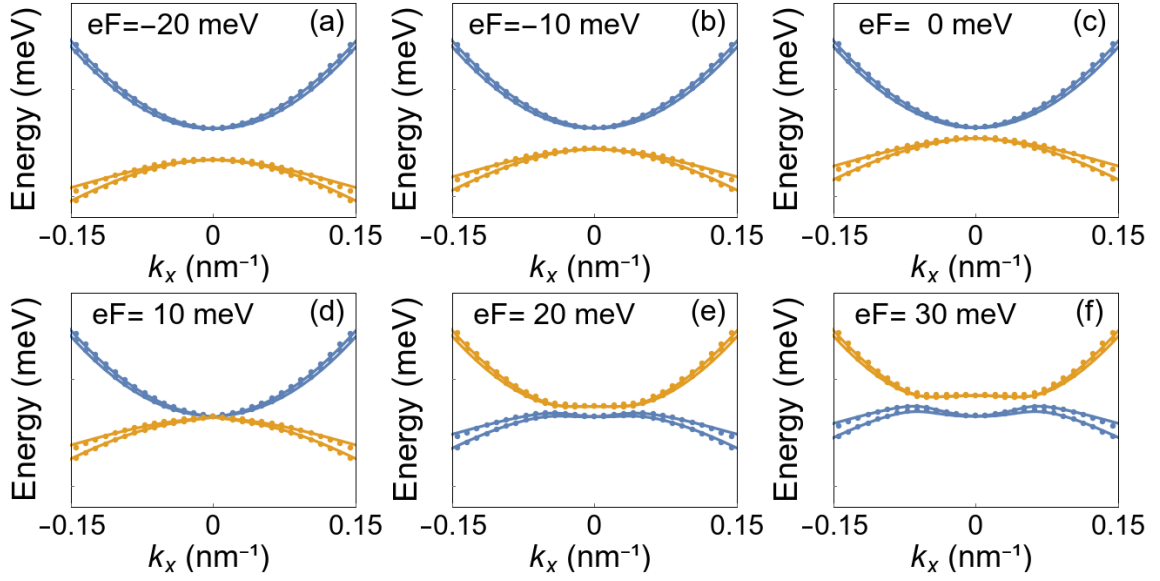 eF=−20 meV (a)
Energy (meV)
−0.15 0 0.15
kx (nm⁻¹)
eF=−10 meV (b)
Energy (meV)
−0.15 0 0.15
kx (nm⁻¹)
eF= 0 meV (c)
Energy (meV)
−0.15 0 0.15
kx (nm⁻¹)
eF= 10 meV (d)
Energy (meV)
−0.15 0 0.15
kx (nm⁻¹)
eF= 20 meV (e)
Energy (meV)
−0.15 0 0.15
kx (nm⁻¹)
eF= 30 meV (f)
Energy (meV)
−0.15 0 0.15
kx (nm⁻¹)